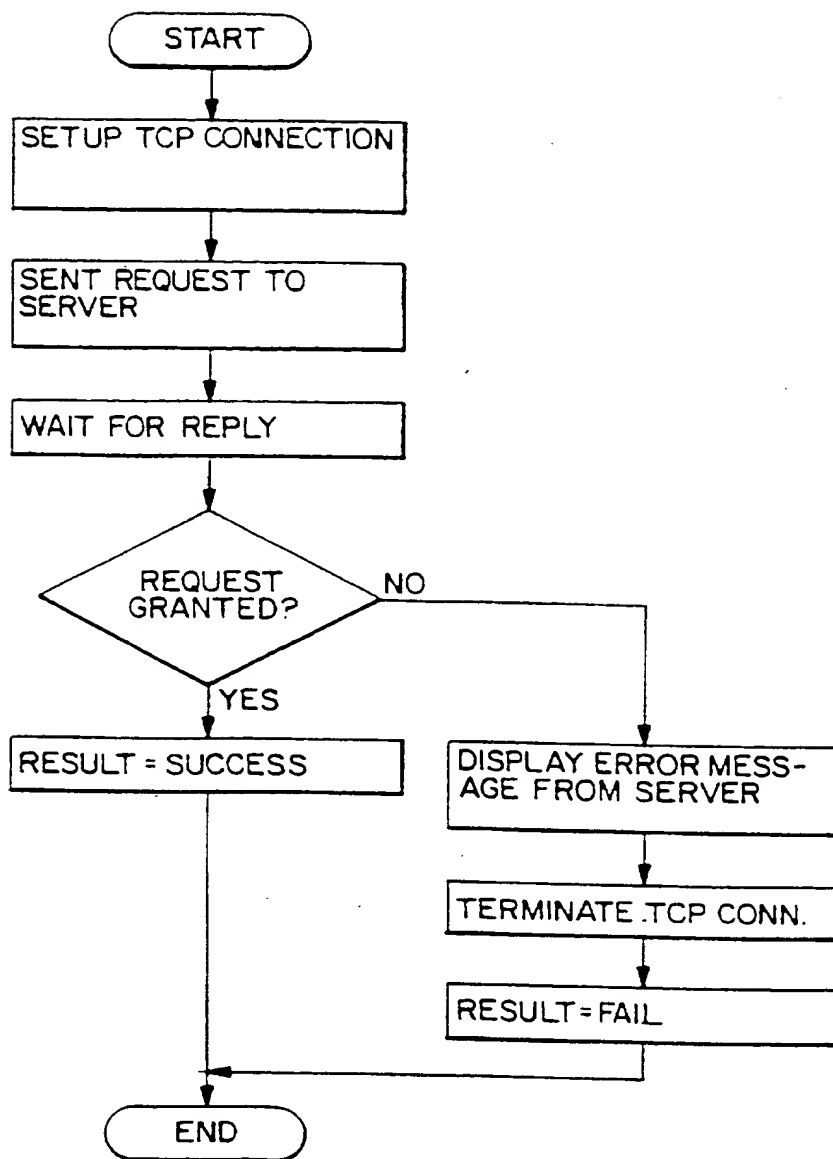 START
SETUP TCP CONNECTION
SENT REQUEST TO
SERVER
WAIT FOR REPLY
REQUEST
GRANTED?
NO
YES
RESULT = SUCCESS
DISPLAY ERROR MESS-
AGE FROM SERVER
TERMINATE TCP CONN.
RESULT = FAIL
END